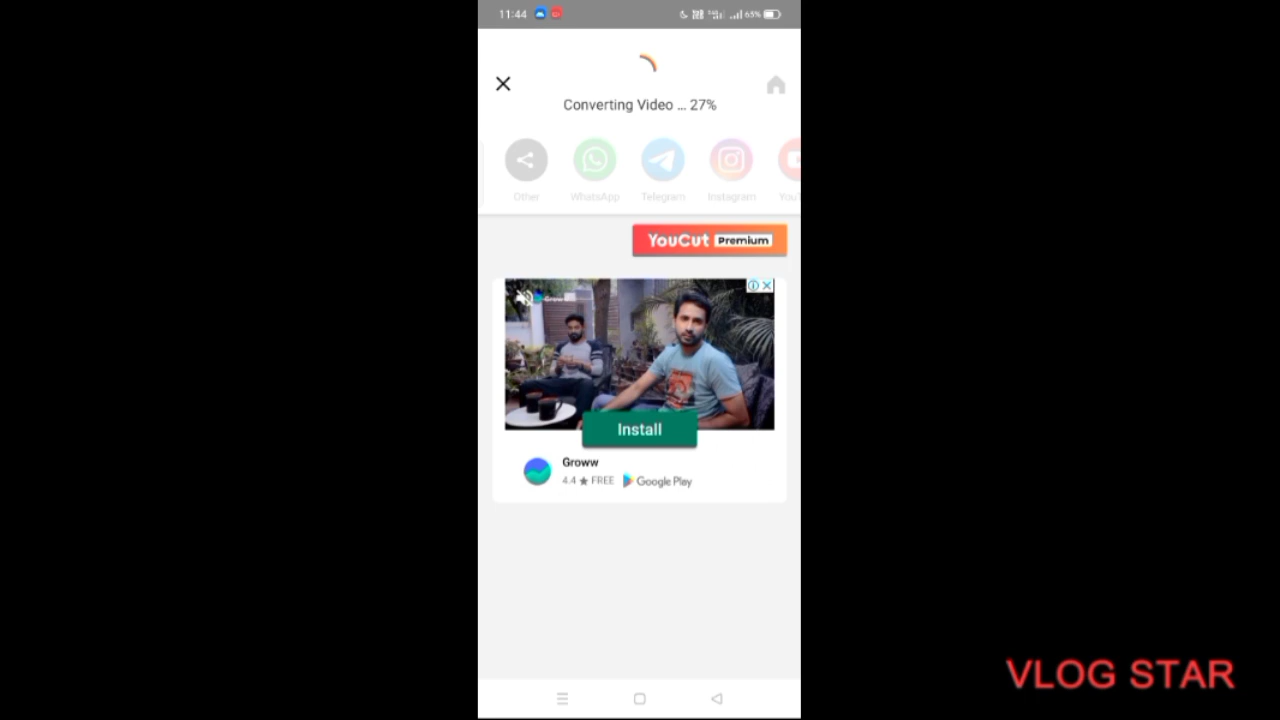 11:44
63%
Converting Video ... 27%
Other
WhatsApp
Telegram
Instagram
YouCut Premium
Install
Groww
4.4 ★ FREE Google Play
VLOG STAR